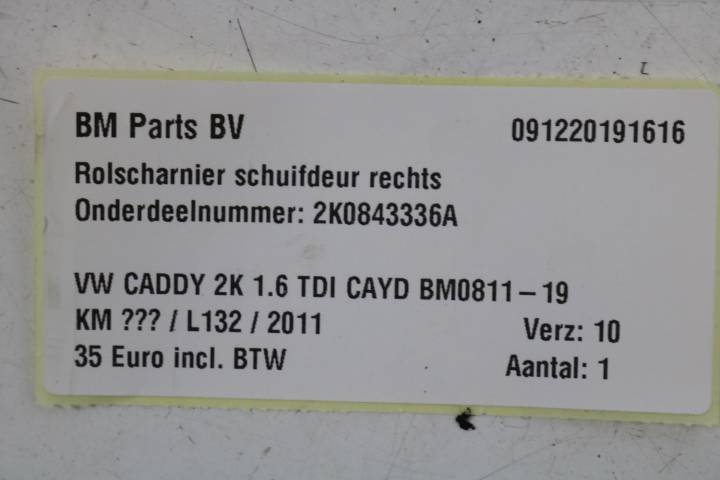 BM Parts BV 091220191616
Rolscharnier schuifdeur rechts
Onderdeelnummer: 2K0843336A
VW CADDY 2K 1.6 TDI CAYD BM0811-19
KM ??? / L132 / 2011 Verz: 10
35 Euro incl. BTW Aantal: 1